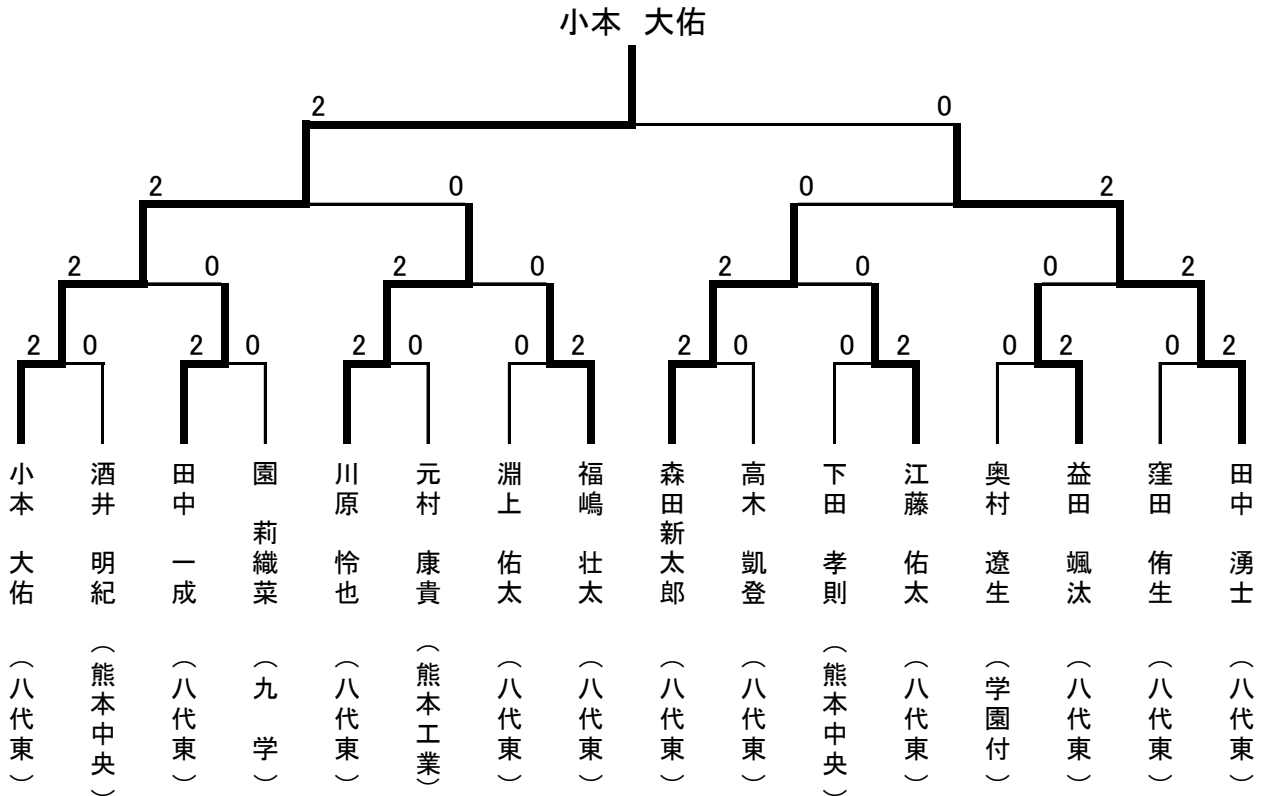 小本　大佑
2 0
2 0 0 2
2 0 2 0 2 0 0 2
2 0 2 0 2 0 0 2 2 0 0 2 0 2 0 2
小本　大佑（八代東）
酒井　明紀（熊本中央）
田中　一成（八代東）
園　莉織菜（九　学）
川原　怜也（八代東）
元村　康貴（熊本工業）
淵上　佑太（八代東）
福嶋　壮太（八代東）
森田新太郎（八代東）
高木　凱登（八代東）
下田　孝則（熊本中央）
江藤　佑太（八代東）
奥村　遼生（学園付）
益田　颯汰（八代東）
窪田　侑生（八代東）
田中　湧士（八代東）